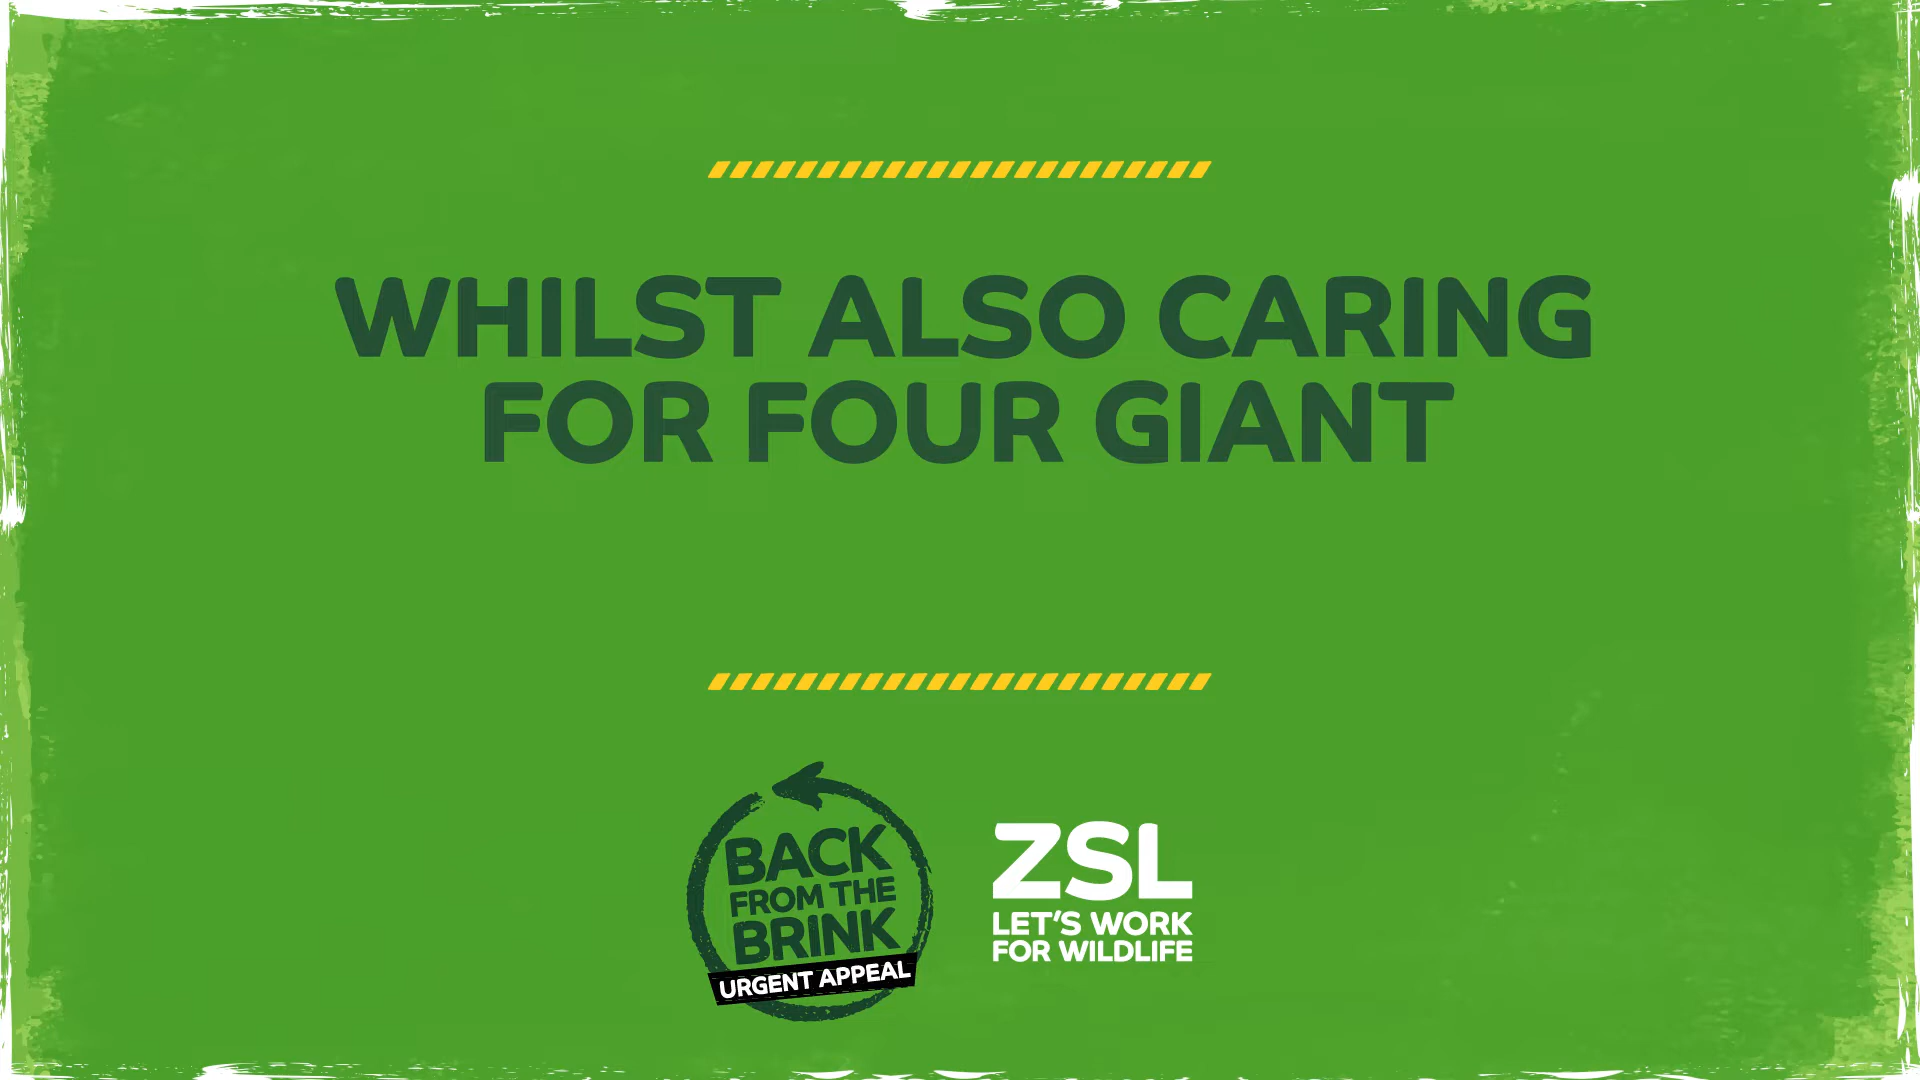 WHILST ALSO CARING
FOR FOUR GIANT
BACK
FROM THE
BRINK
URGENT APPEAL
ZSL
LET'S WORK
FOR WILDLIFE